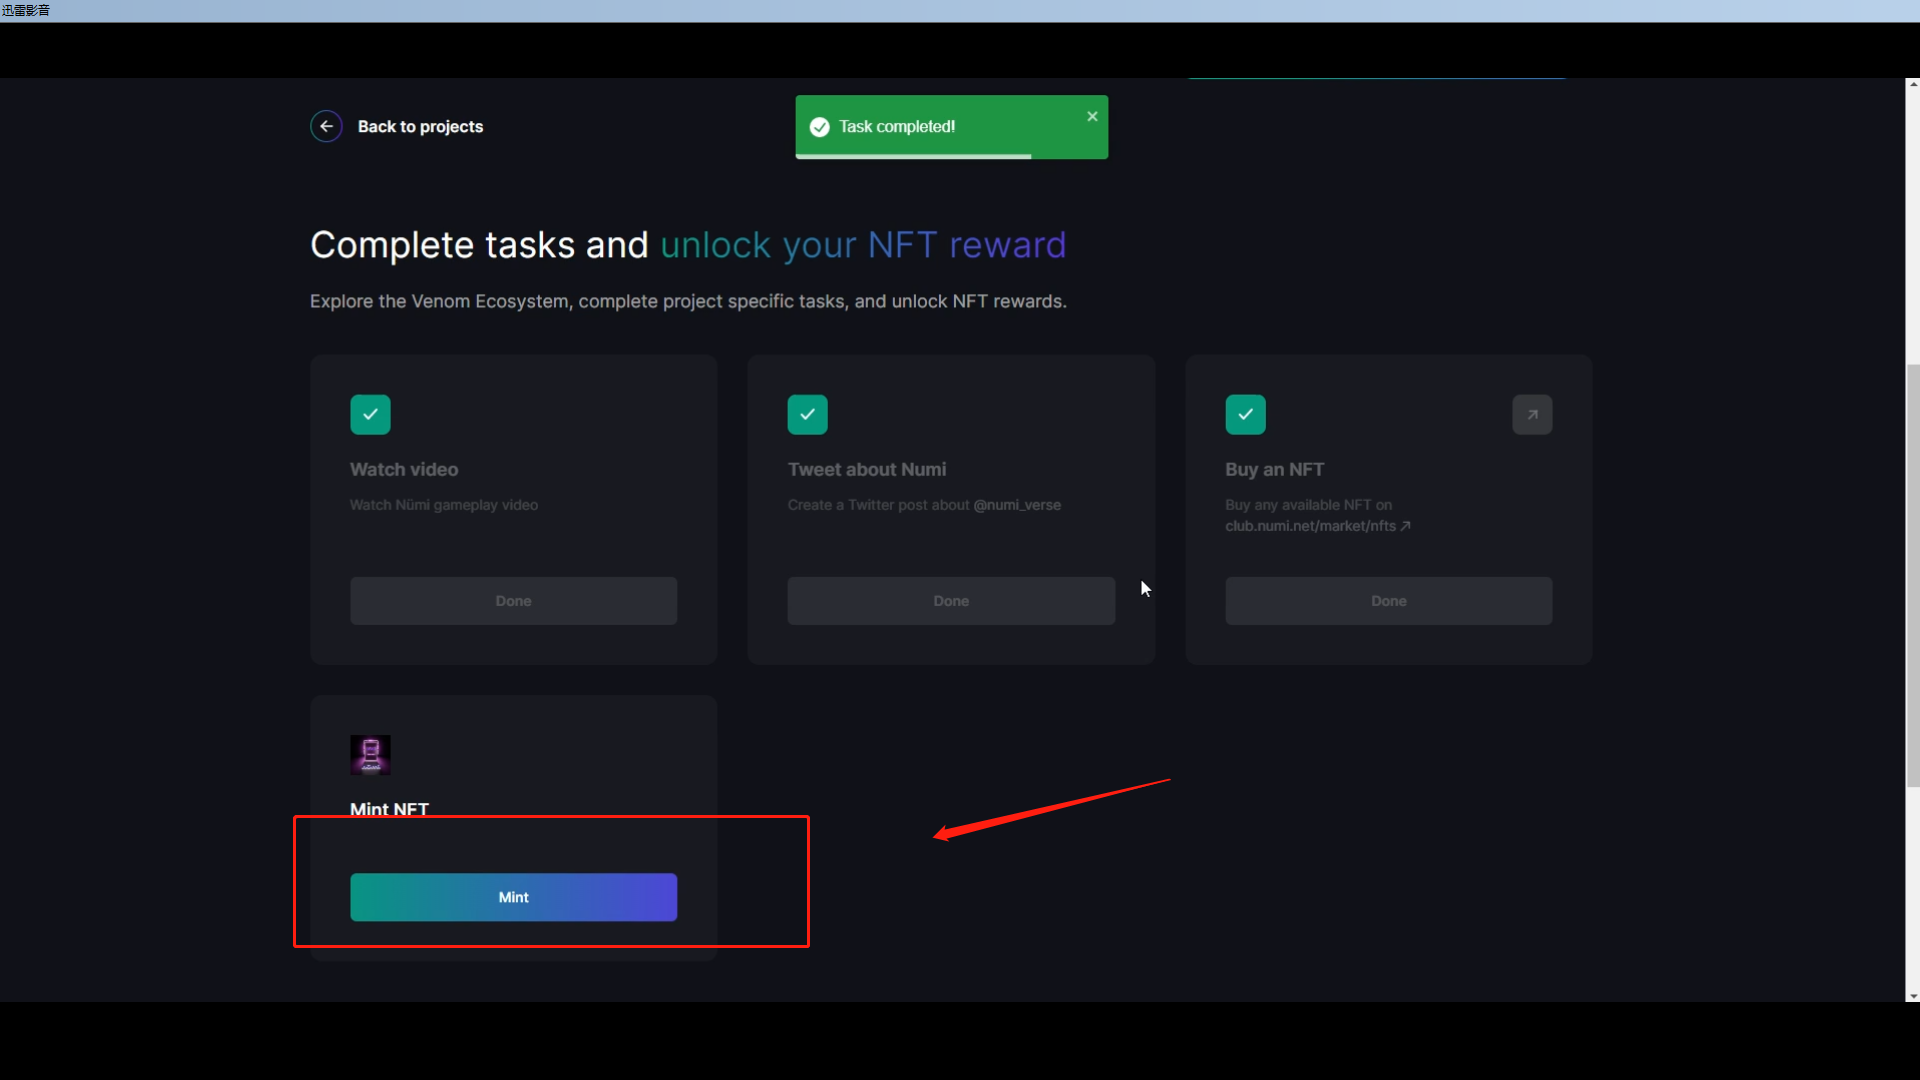 迅雷影音
Back to projects
Task completed!
Complete tasks and unlock your NFT reward
Explore the Venom Ecosystem, complete project specific tasks, and unlock NFT rewards.
Watch video
Watch Nümi gameplay video
Done
Tweet about Numi
Create a Twitter post about @numi_verse
Done
Buy an NFT
Buy any available NFT on
club.numi.net/market/nfts
Done
Mint NFT
Mint